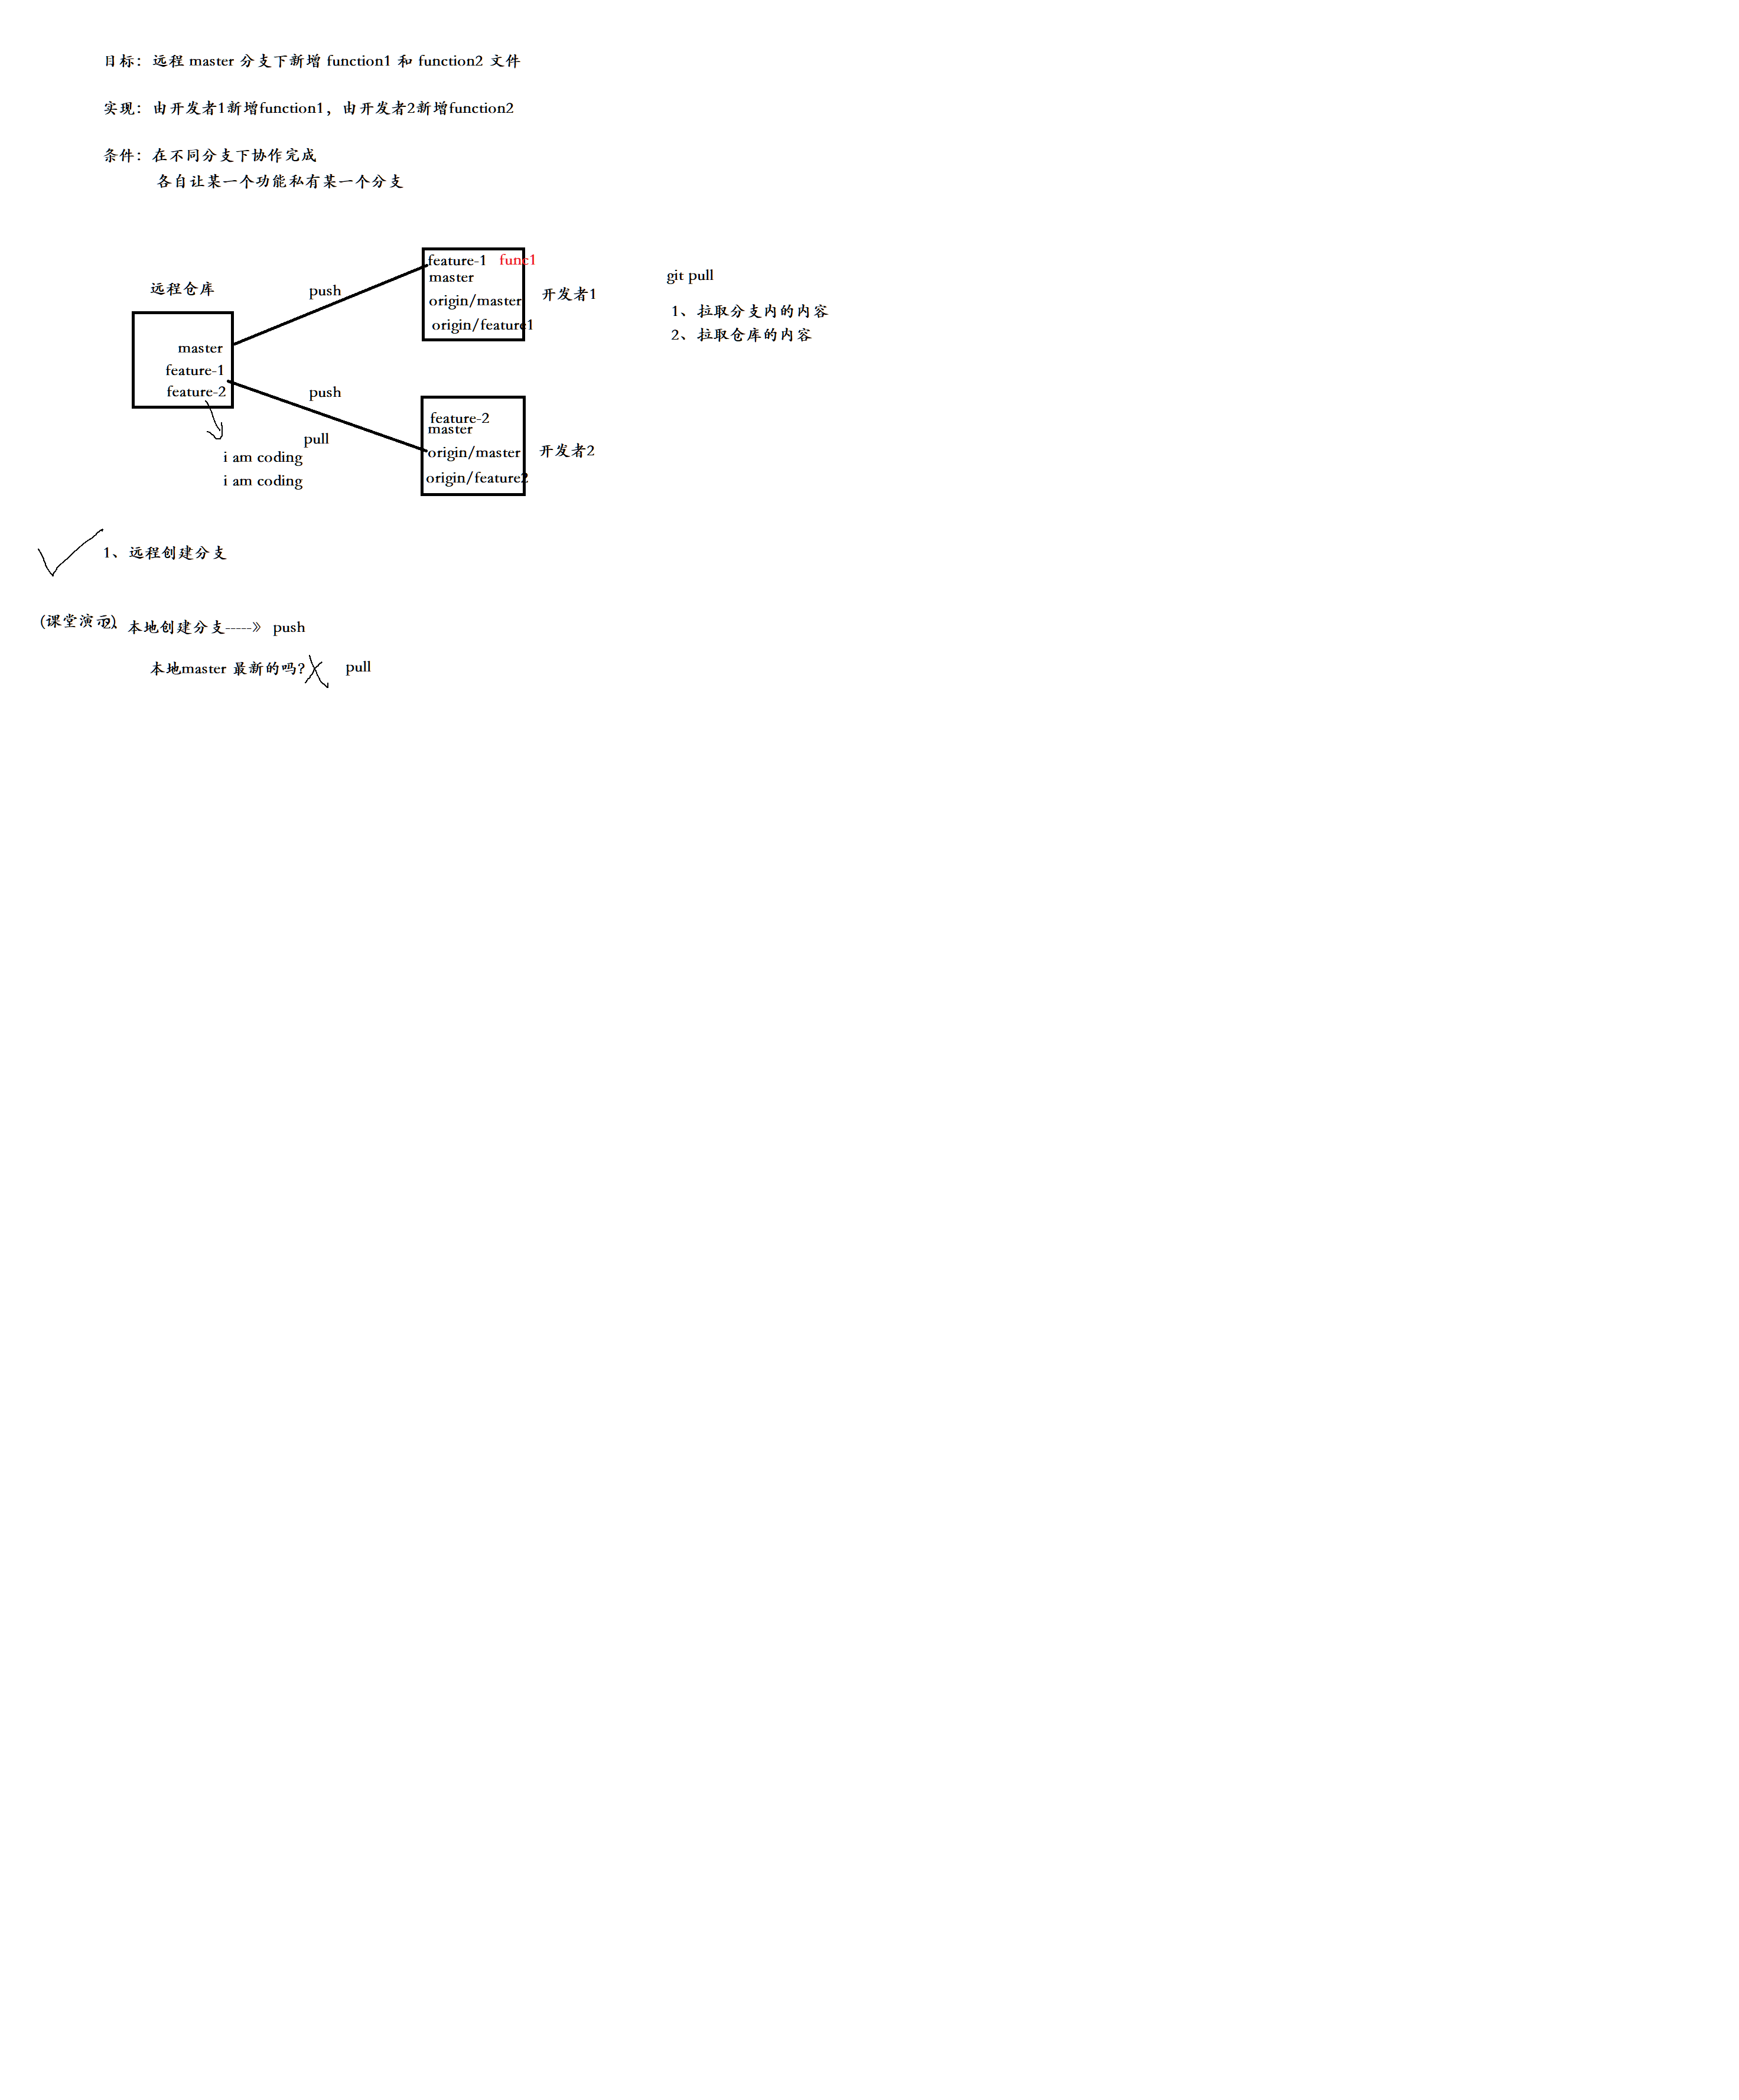 目标：远程 master 分支下新增 function1 和 function2 文件
实现：由开发者1新增function1，由开发者2新增function2
条件：在不同分支下协作完成
各自让某一个功能私有某一个分支
远程仓库
master
feature-1
feature-2
push
feature-1 func1
master
origin/master
origin/feature1
开发者1
git pull
1、拉取分支内的内容
2、拉取仓库的内容
push
pull
feature-2
master
origin/master
origin/feature2
开发者2
i am coding
i am coding
1、远程创建分支
(课堂演示)
2、本地创建分支-----》 push
本地master 最新的吗？ pull